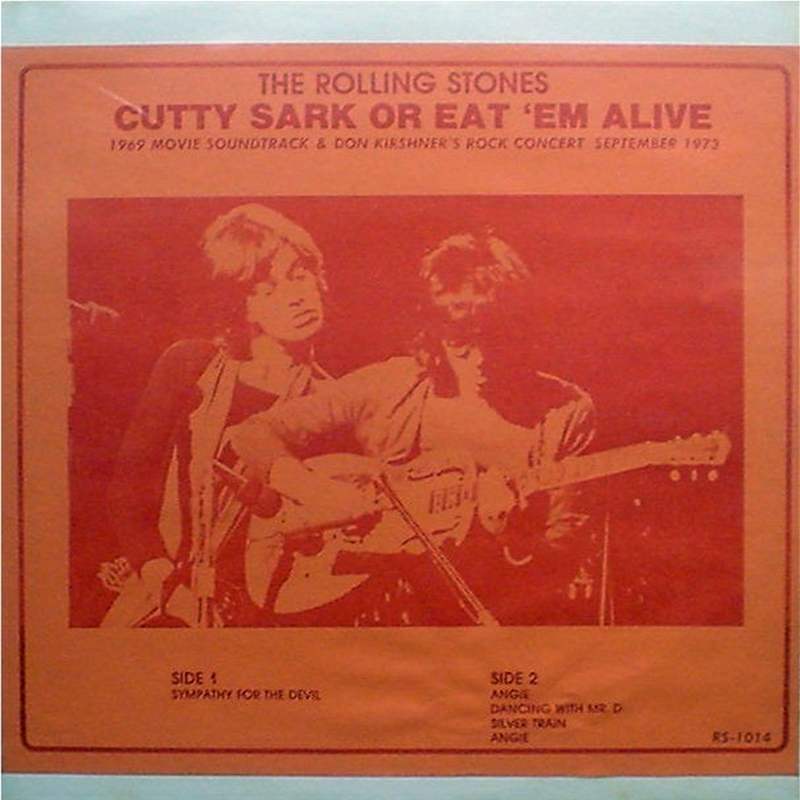 THE ROLLING STONES
CUTTY SARK OR EAT 'EM ALIVE
1969 MOVIE SOUNDTRACK & DON KIRSHNER'S ROCK CONCERT SEPTEMBER 1973
SIDE 1
SYMPATHY FOR THE DEVIL
SIDE 2
ANGIE
DANCING WITH MR. D
SILVER TRAIN
ANGIE
RS-1014